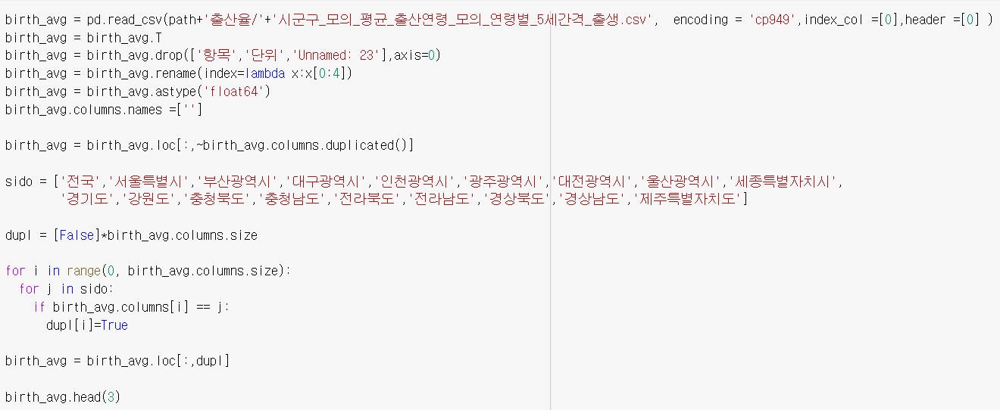 birth_avg = pd.read_csv(path+'출산율/'+'시군구_모의_평균_출산연령_모의_연령별_5세간격_출생.csv',  encoding = 'cp949',index_col =[0],header =[0] )
birth_avg = birth_avg.T
birth_avg = birth_avg.drop(['항목','단위','Unnamed: 23'],axis=0)
birth_avg = birth_avg.rename(index=lambda x:x[0:4])
birth_avg = birth_avg.astype('float64')
birth_avg.columns.names =['']
birth_avg = birth_avg.loc[:,~birth_avg.columns.duplicated()]
sido = ['전국','서울특별시','부산광역시','대구광역시','인천광역시','광주광역시','대전광역시','울산광역시','세종특별자치시',
'경기도','강원도','충청북도','충청남도','전라북도','전라남도','경상북도','경상남도','제주특별자치도']
dupl = [False]*birth_avg.columns.size
for i in range(0, birth_avg.columns.size):
  for j in sido:
    if birth_avg.columns[i] == j:
      dupl[i]=True
birth_avg = birth_avg.loc[:,dupl]
birth_avg.head(3)